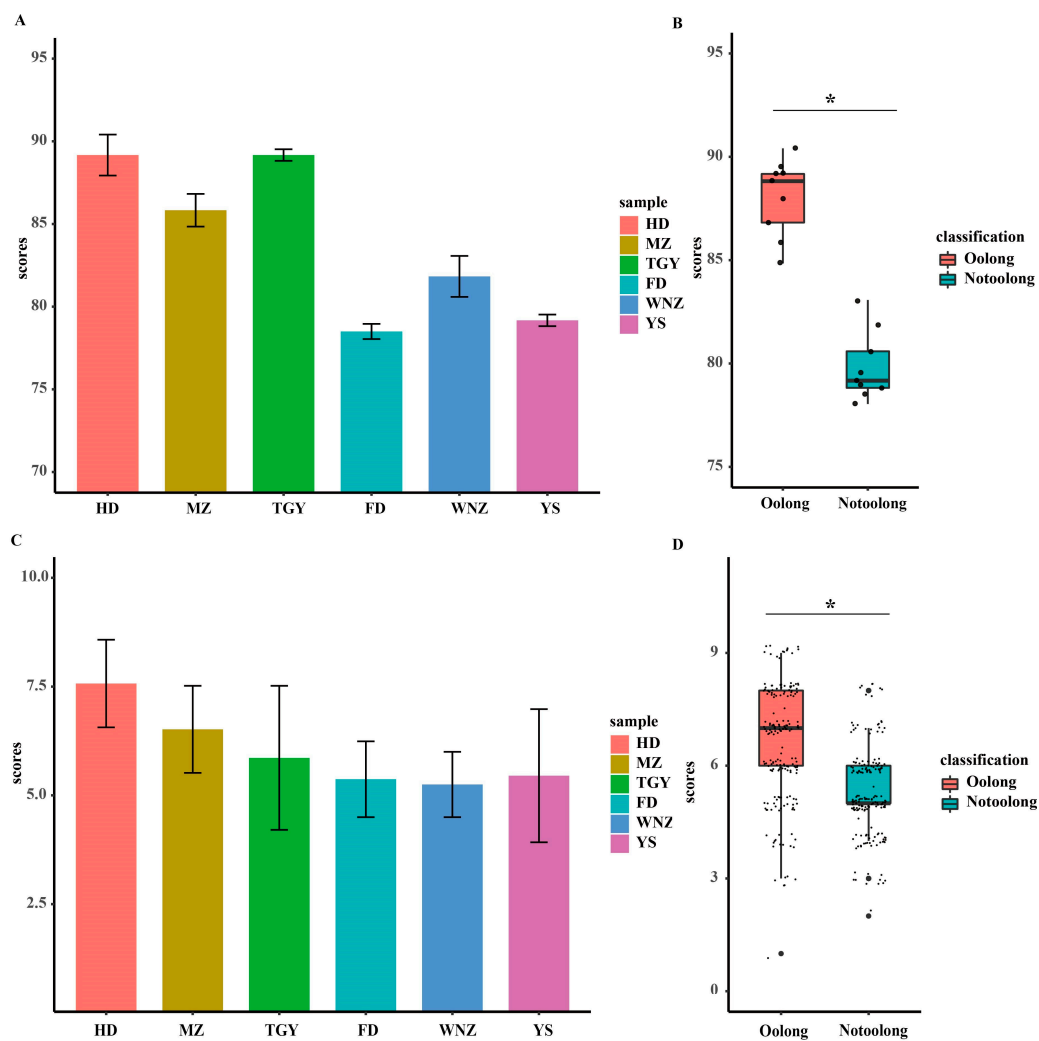 A
95
90
85
80
75
70
scores
HD
MZ
TGY
FD
WNZ
YS
sample
HD
MZ
TGY
FD
WNZ
YS
B
95
90
85
80
75
scores
*
Oolong
Notoolong
classification
Oolong
Notoolong
C
10.0
7.5
5.0
2.5
scores
HD
MZ
TGY
FD
WNZ
YS
sample
HD
MZ
TGY
FD
WNZ
YS
D
9
6
3
0
scores
*
Oolong
Notoolong
classification
Oolong
Notoolong